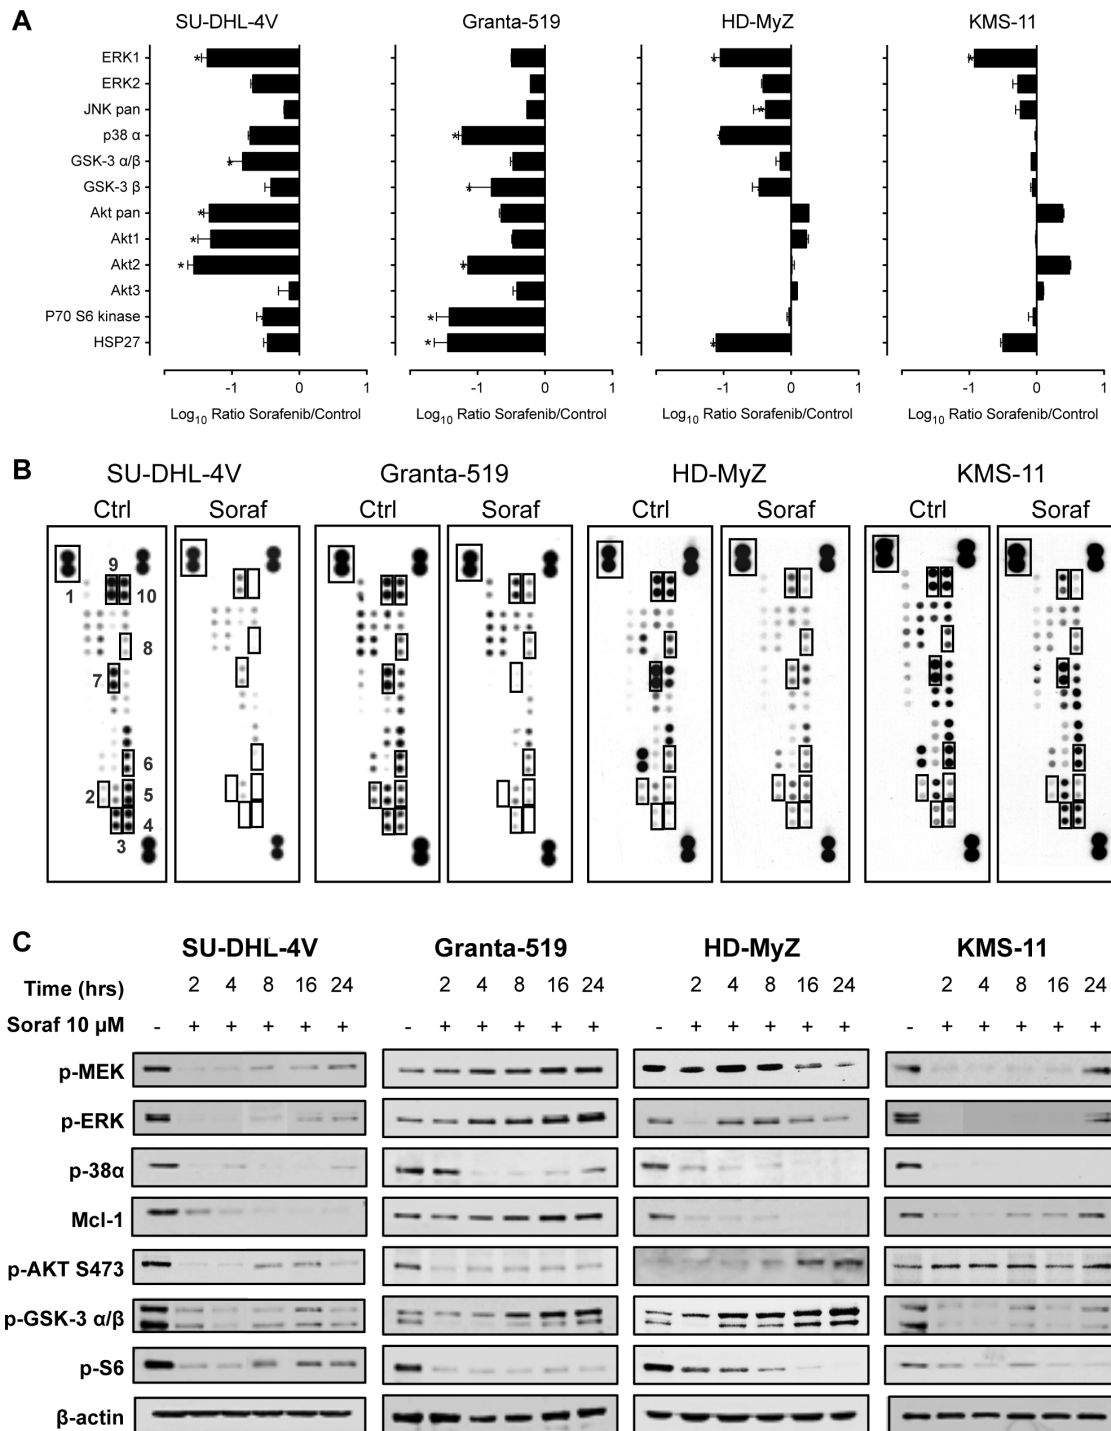 A
SU-DHL-4V Granta-519 HD-MyZ KMS-11
ERK1 * * *
ERK2
JNK pan *
p38 α * *
GSK-3 α/β *
GSK-3 β *
Akt pan *
Akt1 *
Akt2 * *
Akt3
P70 S6 kinase *
HSP27 * *
-1 0 1 -1 0 1 -1 0 1 -1 0 1
Log10 Ratio Sorafenib/Control Log10 Ratio Sorafenib/Control Log10 Ratio Sorafenib/Control Log10 Ratio Sorafenib/Control
B
SU-DHL-4V Granta-519 HD-MyZ KMS-11
Ctrl Soraf Ctrl Soraf Ctrl Soraf Ctrl Soraf
9
1 10
8
7
6
2 5
4
3
C
SU-DHL-4V Granta-519 HD-MyZ KMS-11
Time (hrs) 2 4 8 16 24 2 4 8 16 24 2 4 8 16 24 2 4 8 16 24
Soraf 10 µM - + + + + + - + + + + + - + + + + + - + + + + +
p-MEK
p-ERK
p-38α
Mcl-1
p-AKT S473
p-GSK-3 α/β
p-S6
β-actin